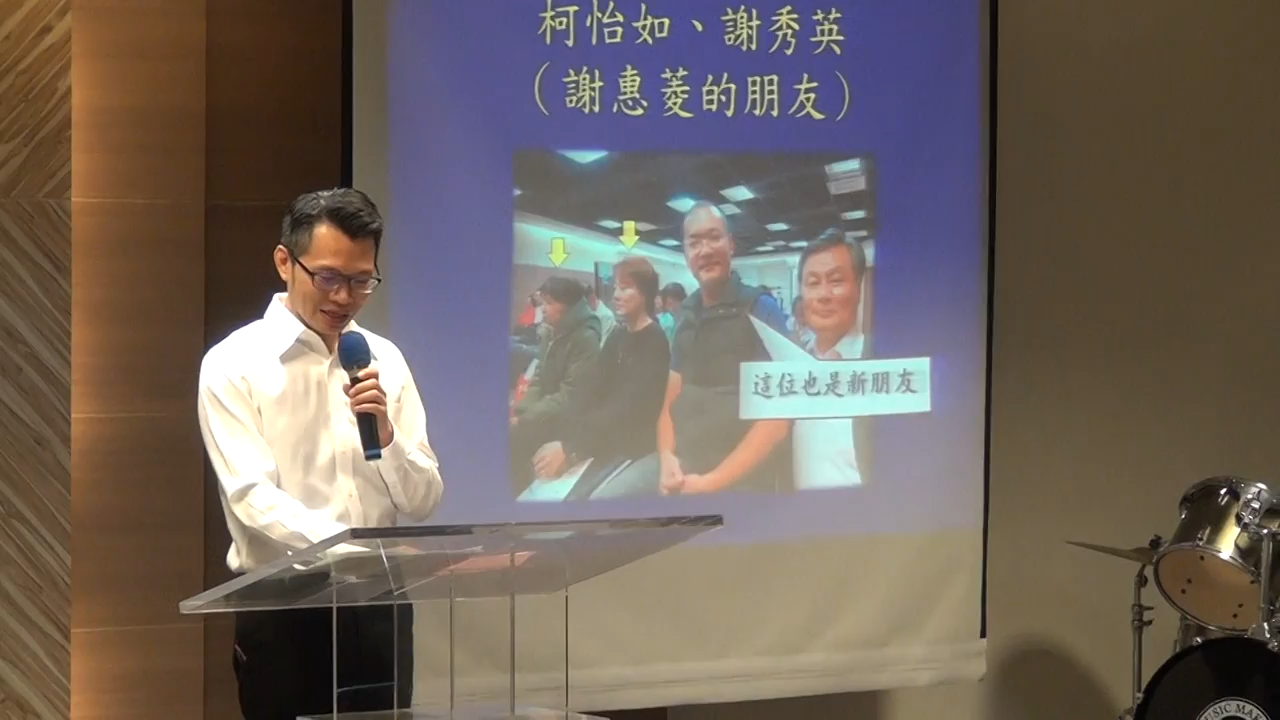 柯怡如、謝秀英
（謝惠菱的朋友）
這位也是新朋友